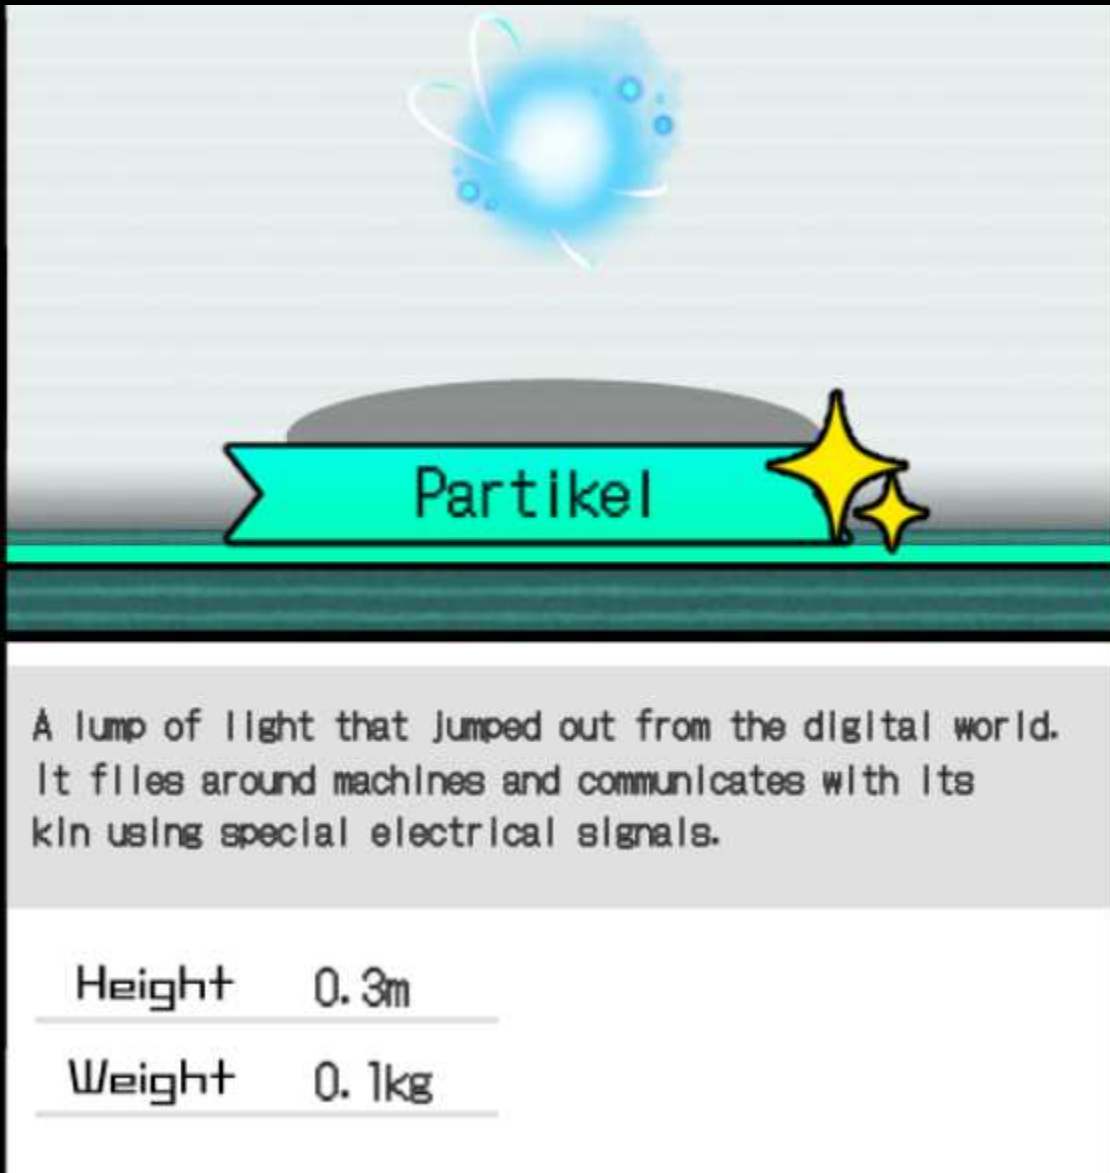 Partikel
A lump of light that jumped out from the digital world.
It flies around machines and communicates with its
kin using special electrical signals.
Height 0.3m
Weight 0.1kg